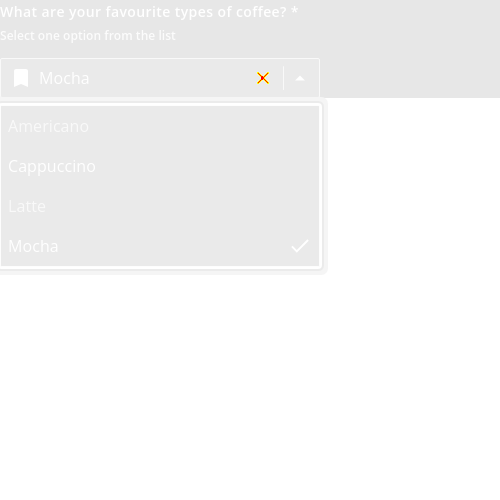 What are your favourite types of coffee? *
Select one option from the list
Mocha
Americano
Cappuccino
Latte
Mocha